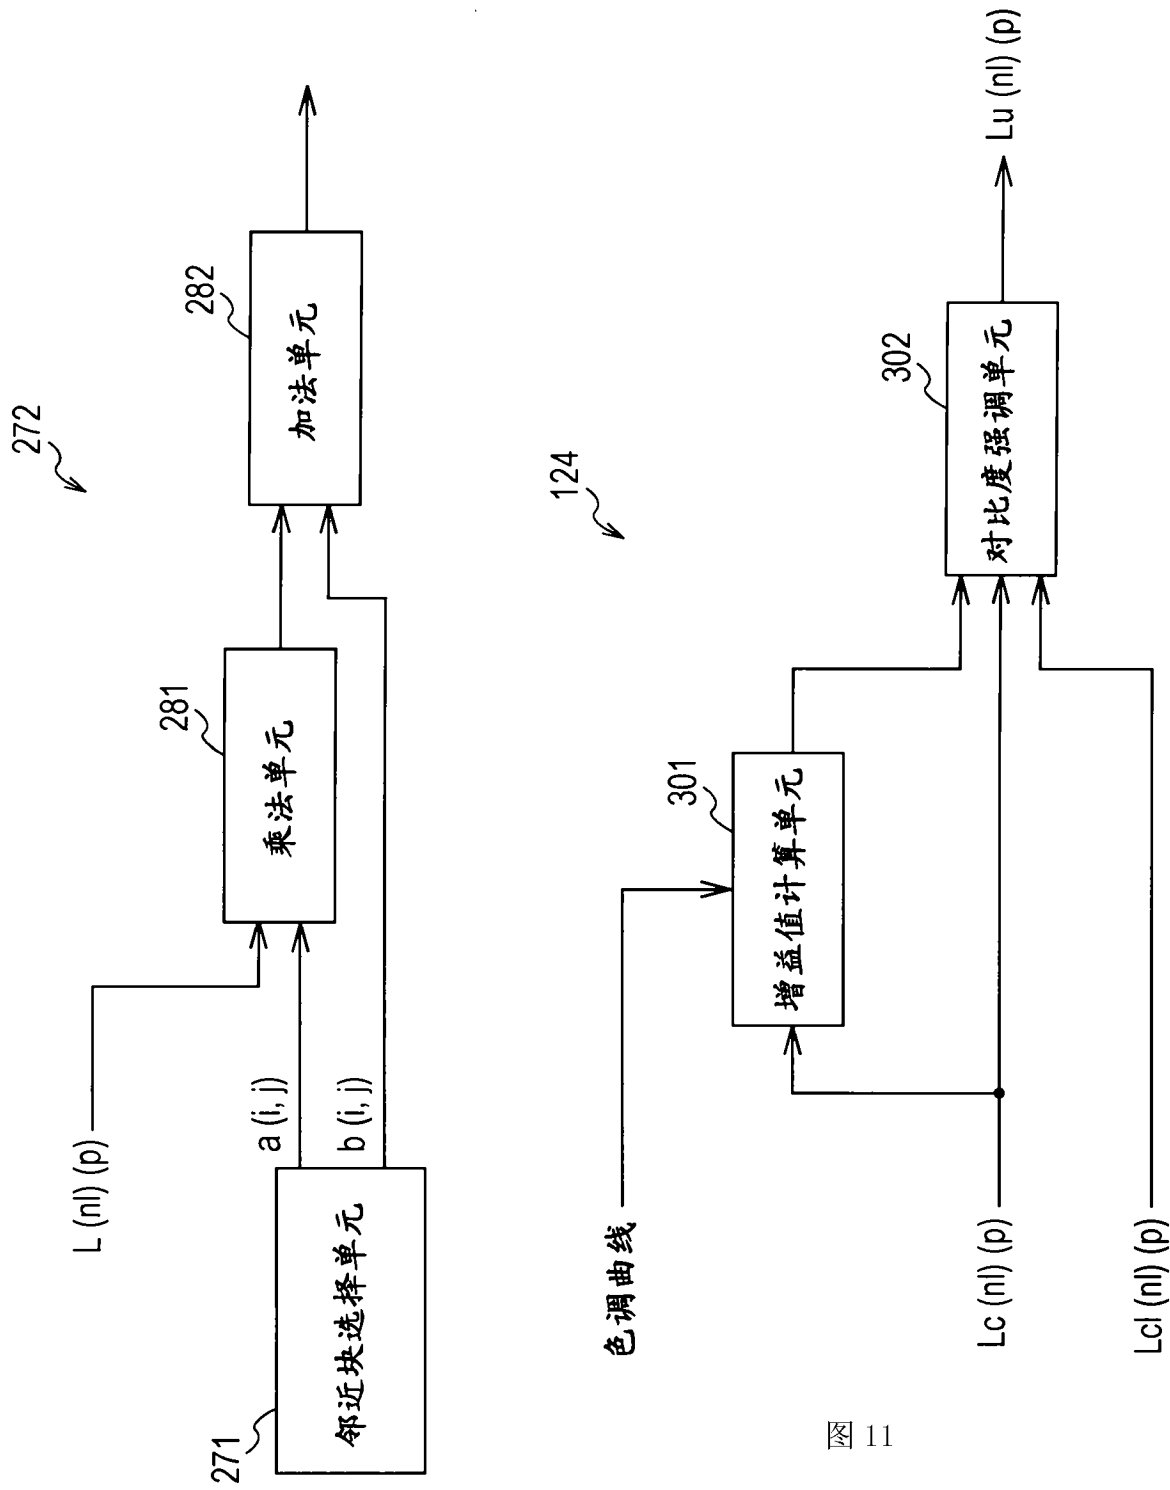 272
L (nl) (p)
271
邻近块选择单元
a (i, j)
b (i, j)
281
乘法单元
282
加法单元
124
色调曲线
Lc (nl) (p)
Lcl (nl) (p)
301
增益值计算单元
302
对比度强调单元
Lu (nl) (p)
图 11